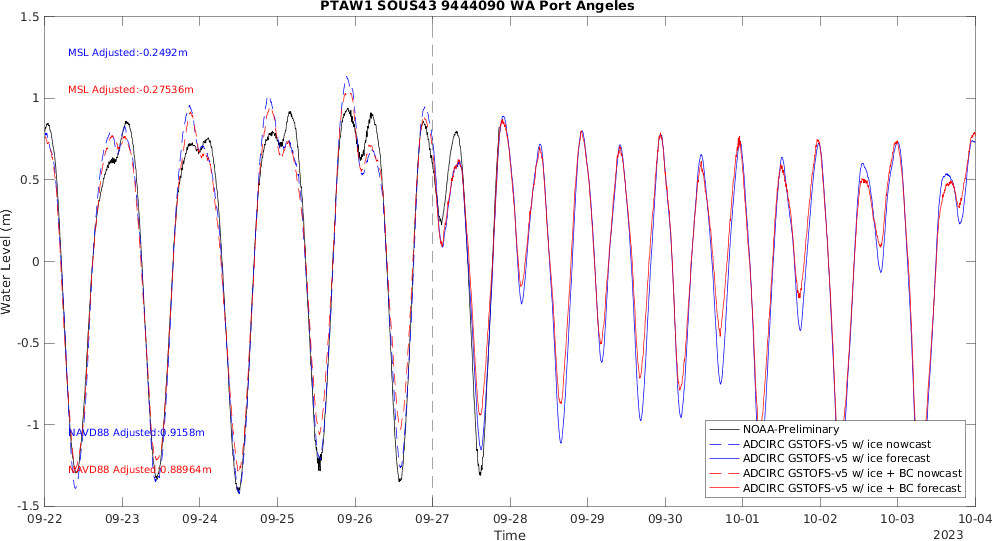 PTAW1 SOUS43 9444090 WA Port Angeles
1.5
MSL Adjusted:-0.2492m
MSL Adjusted:-0.27536m
1
0.5
0
-0.5
-1
-1.5
Water Level (m)
NAVD88 Adjusted:0.9158m
NAVD88 Adjusted:0.88964m
NOAA-Preliminary
ADCIRC GSTOFS-v5 w/ ice nowcast
ADCIRC GSTOFS-v5 w/ ice forecast
ADCIRC GSTOFS-v5 w/ ice + BC nowcast
ADCIRC GSTOFS-v5 w/ ice + BC forecast
09-22 09-23 09-24 09-25 09-26 09-27 09-28 09-29 09-30 10-01 10-02 10-03 10-04
Time
2023